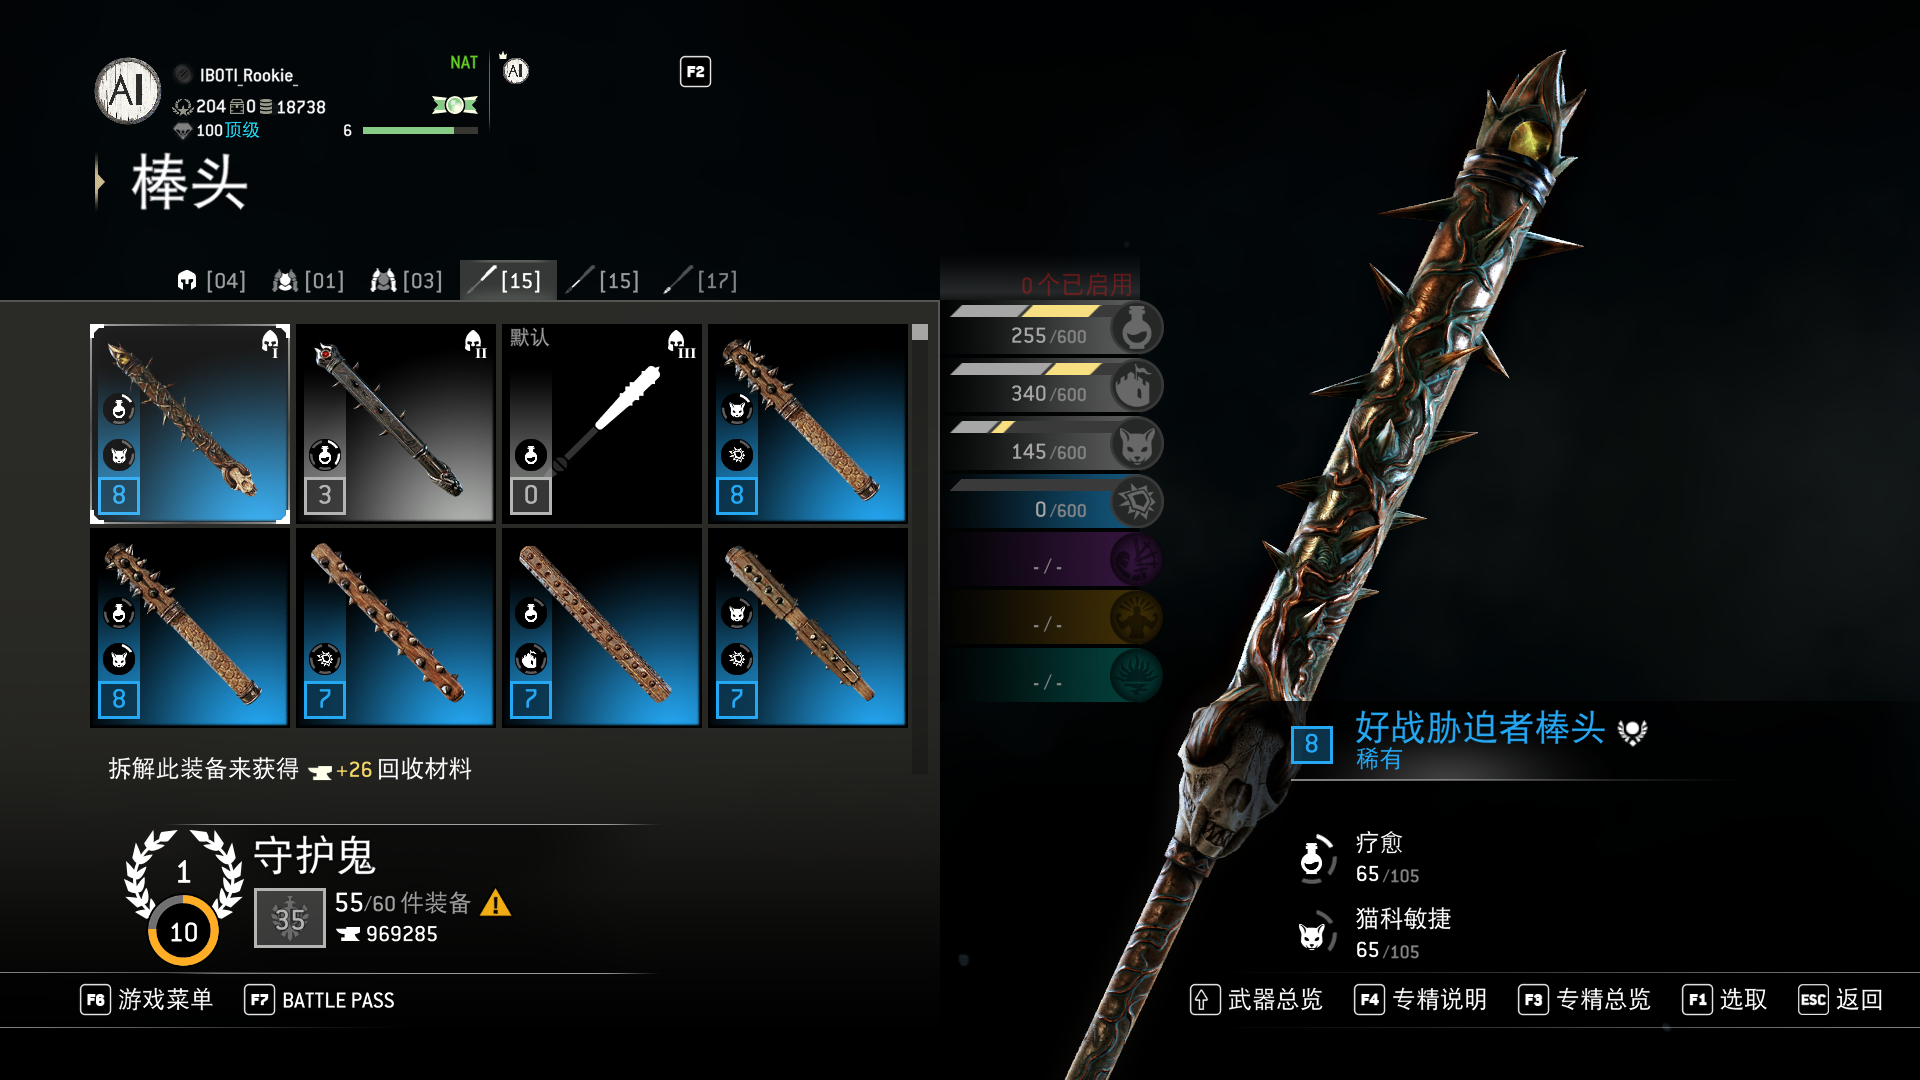 AI
IBOTI_Rookie_
204 0 18738
100顶级
NAT
6
AI
F2
棒头
[04] [01] [03] [15] [15] [17]
0个已启用
I
8
II
3
默认
III
0
8
8
7
7
7
255/600
340/600
145/600
0/600
-/-
-/-
-/-
拆解此装备来获得 +26 回收材料
1
10
守护鬼
35
55/60 件装备
969285
8
好战胁迫者棒头
稀有
疗愈
65/105
猫科敏捷
65/105
F6 游戏菜单 F7 BATTLE PASS
武器总览 F4 专精说明 F3 专精总览 F1 选取 ESC 返回